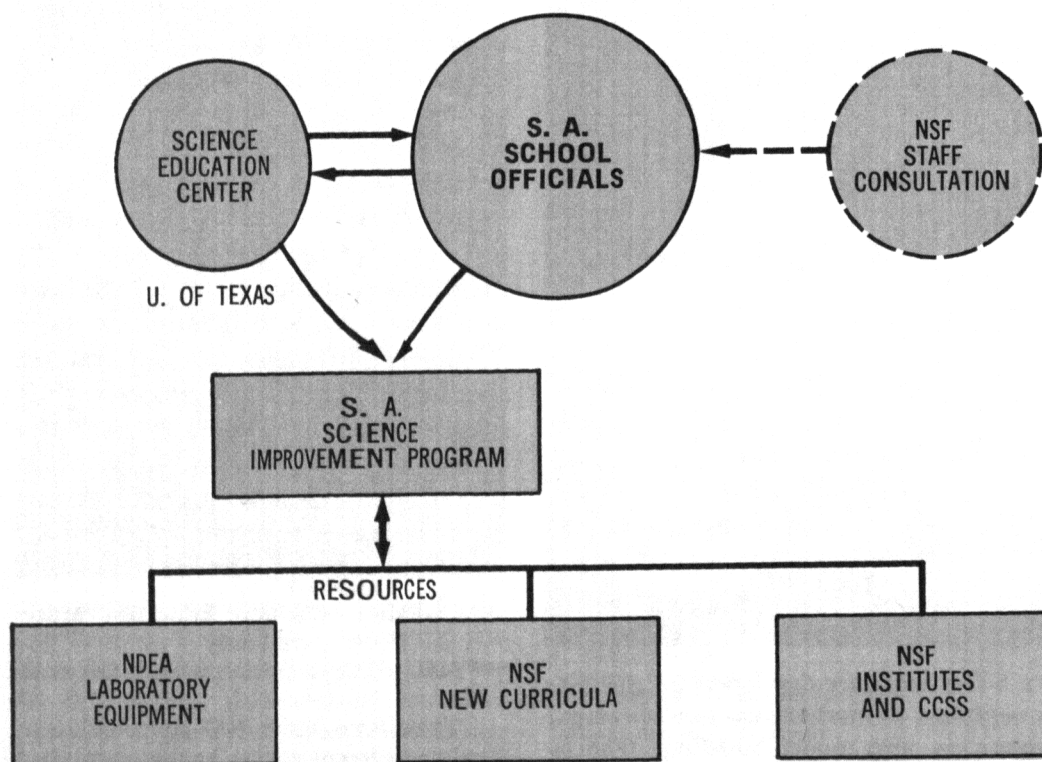 SCIENCE
EDUCATION
CENTER
S. A.
SCHOOL
OFFICIALS
NSF
STAFF
CONSULTATION
U. OF TEXAS
S. A.
SCIENCE
IMPROVEMENT PROGRAM
RESOURCES
NDEA
LABORATORY
EQUIPMENT
NSF
NEW CURRICULA
NSF
INSTITUTES
AND CCSS